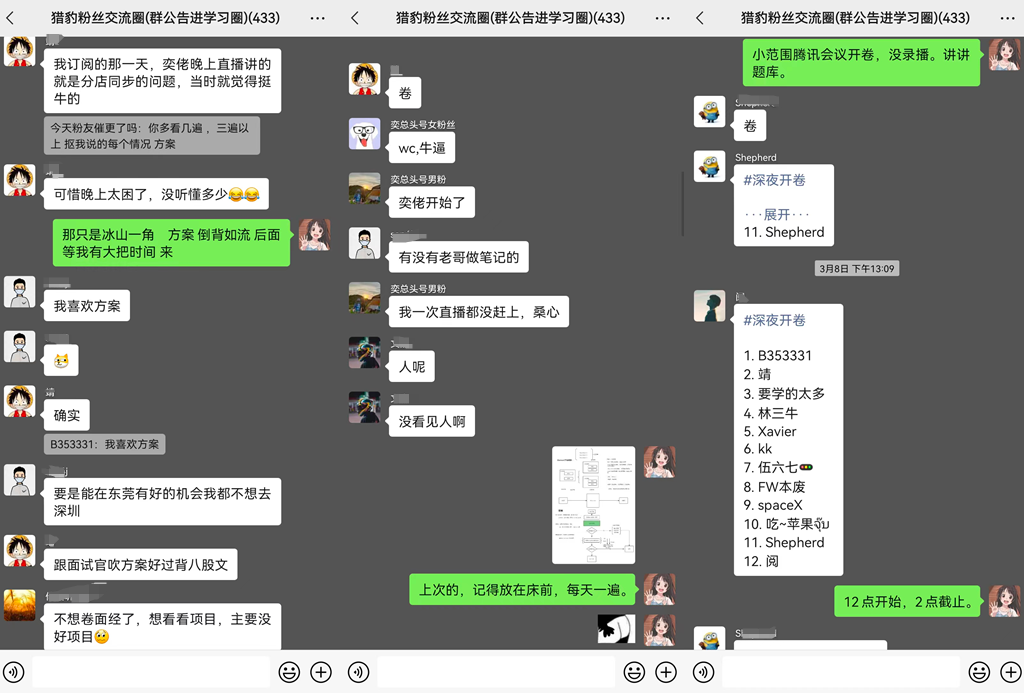 猎豹粉丝交流圈(群公告进学习圈)(433)
我订阅的那一天，奕佬晚上直播讲的
就是分店同步的问题，当时就觉得挺
牛的
今天粉友催更了吗：你多看几遍 ，三遍以
上 抠我说的每个情况 方案
可惜晚上太困了，没听懂多少😂😂
那只是冰山一角 方案 倒背如流 后面
等我有大把时间 来
我喜欢方案
靖
确实
B353331：我喜欢方案
要是能在东莞有好的机会我都不想去
深圳
跟面试官吹方案好过背八股文
不想卷面经了，想看看项目，主要没
好项目🥺
猎豹粉丝交流圈(群公告进学习圈)(433)
卷
奕总头号女粉丝
wc,牛逼
奕总头号男粉
奕佬开始了
有没有老哥做笔记的
奕总头号男粉
我一次直播都没赶上，桑心
人呢
没看见人啊
上次的，记得放在床前，每天一遍。
猎豹粉丝交流圈(群公告进学习圈)(433)
小范围腾讯会议开卷，没录播。讲讲
题库。
Shepherd
卷
Shepherd
#深夜开卷
···展开···
11. Shepherd
3月8日 下午13:09
#深夜开卷
1. B353331
2. 靖
3. 要学的太多
4. 林三牛
5. Xavier
6. kk
7. 伍六七🚥
8. FW本废
9. spaceX
10. 吃~苹果จุ๊บ
11. Shepherd
12. 阅
12点开始，2点截止。